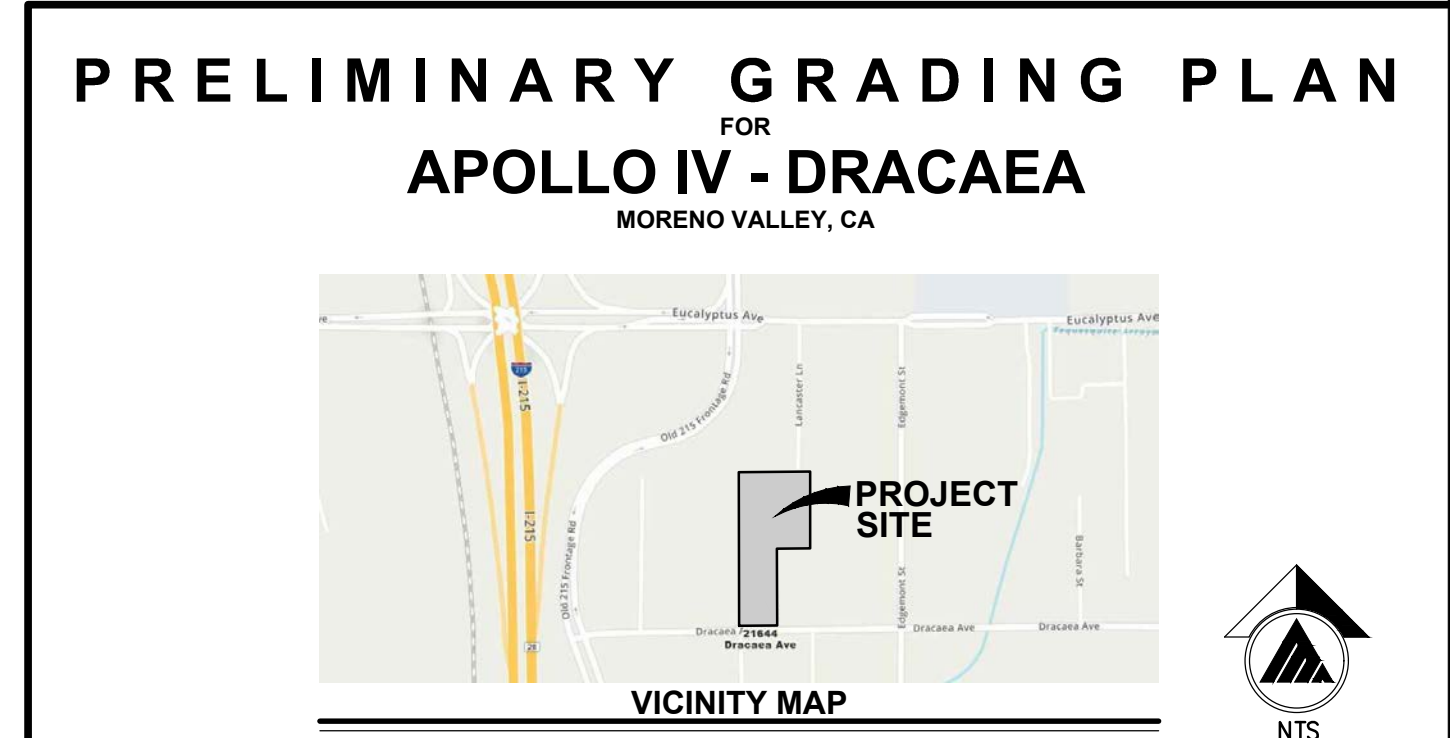 PRELIMINARY GRADING PLAN
FOR
APOLLO IV - DRACAEA
MORENO VALLEY, CA
Eucalyptus Ave
Eucalyptus Ave
215
I-215
Old 215 Frontage Rd
Lancaster Ln
Edgemont St
PROJECT
SITE
I-215
Old 215 Frontage Rd
Edgemont St
Barbara St
28
Dracaea
21644
Dracaea Ave
Dracaea Ave
Dracaea Ave
VICINITY MAP
NTS